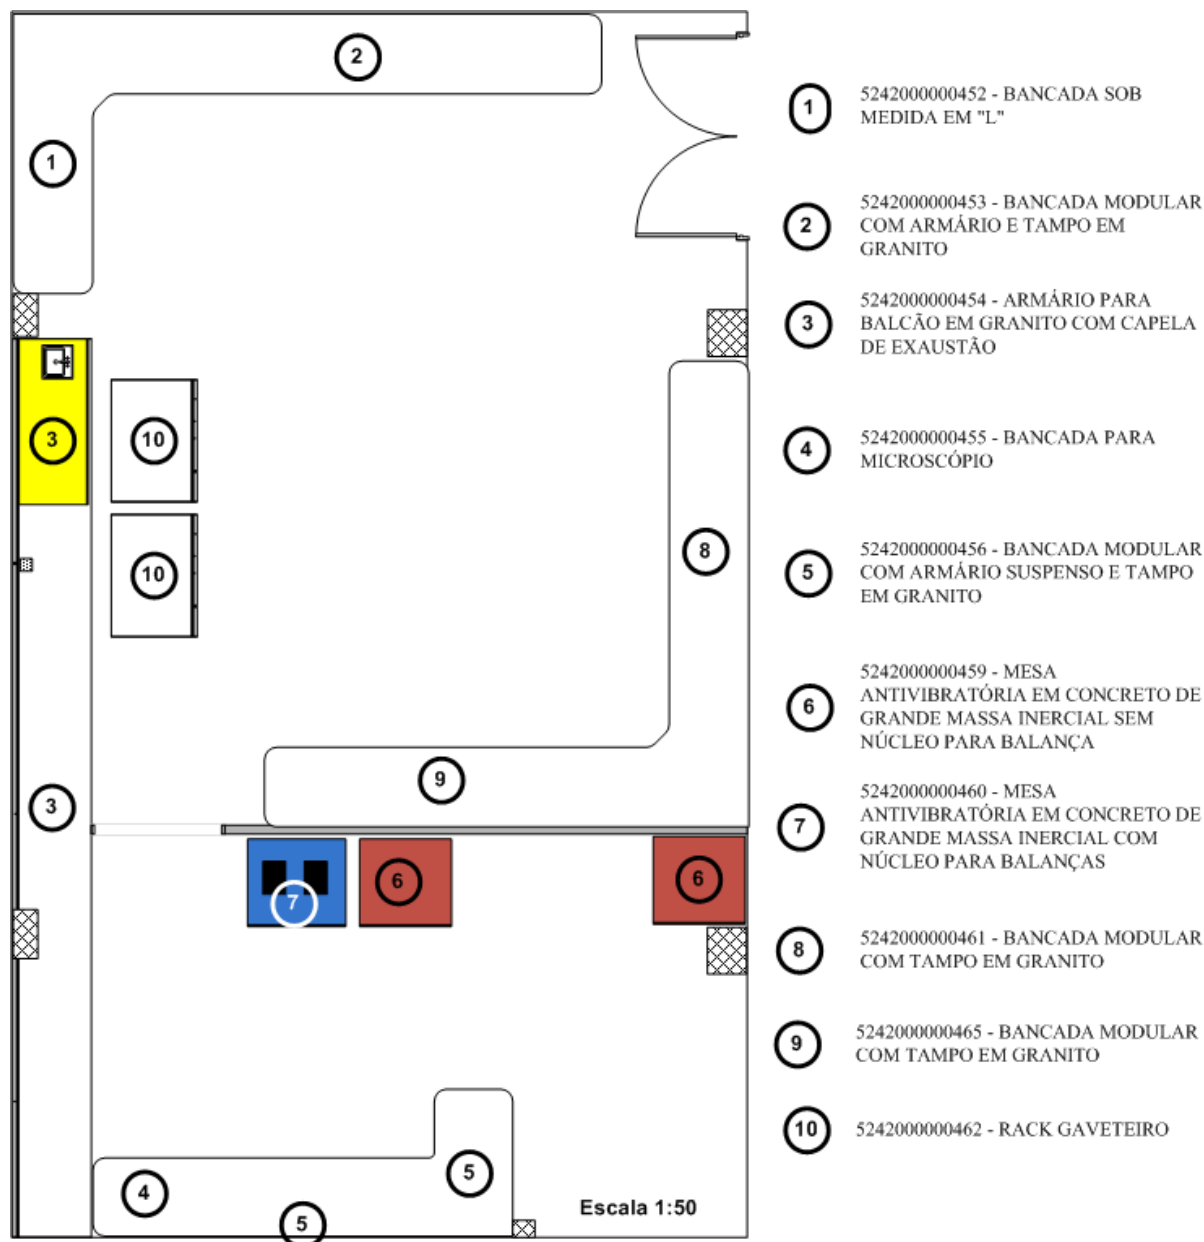 2
1
5242000000452 - BANCADA SOB
MEDIDA EM "L"
1
2
5242000000453 - BANCADA MODULAR
COM ARMÁRIO E TAMPO EM
GRANITO
3
5242000000454 - ARMÁRIO PARA
BALCÃO EM GRANITO COM CAPELA
DE EXAUSTÃO
3
10
4
5242000000455 - BANCADA PARA
MICROSCÓPIO
10
8
5
5242000000456 - BANCADA MODULAR
COM ARMÁRIO SUSPENSO E TAMPO
EM GRANITO
6
5242000000459 - MESA
ANTIVIBRATÓRIA EM CONCRETO DE
GRANDE MASSA INERCIAL SEM
NÚCLEO PARA BALANÇA
9
3
7
5242000000460 - MESA
ANTIVIBRATÓRIA EM CONCRETO DE
GRANDE MASSA INERCIAL COM
NÚCLEO PARA BALANÇAS
7
6
6
8
5242000000461 - BANCADA MODULAR
COM TAMPO EM GRANITO
9
5242000000465 - BANCADA MODULAR
COM TAMPO EM GRANITO
10
5242000000462 - RACK GAVETEIRO
4
5
5
Escala 1:50